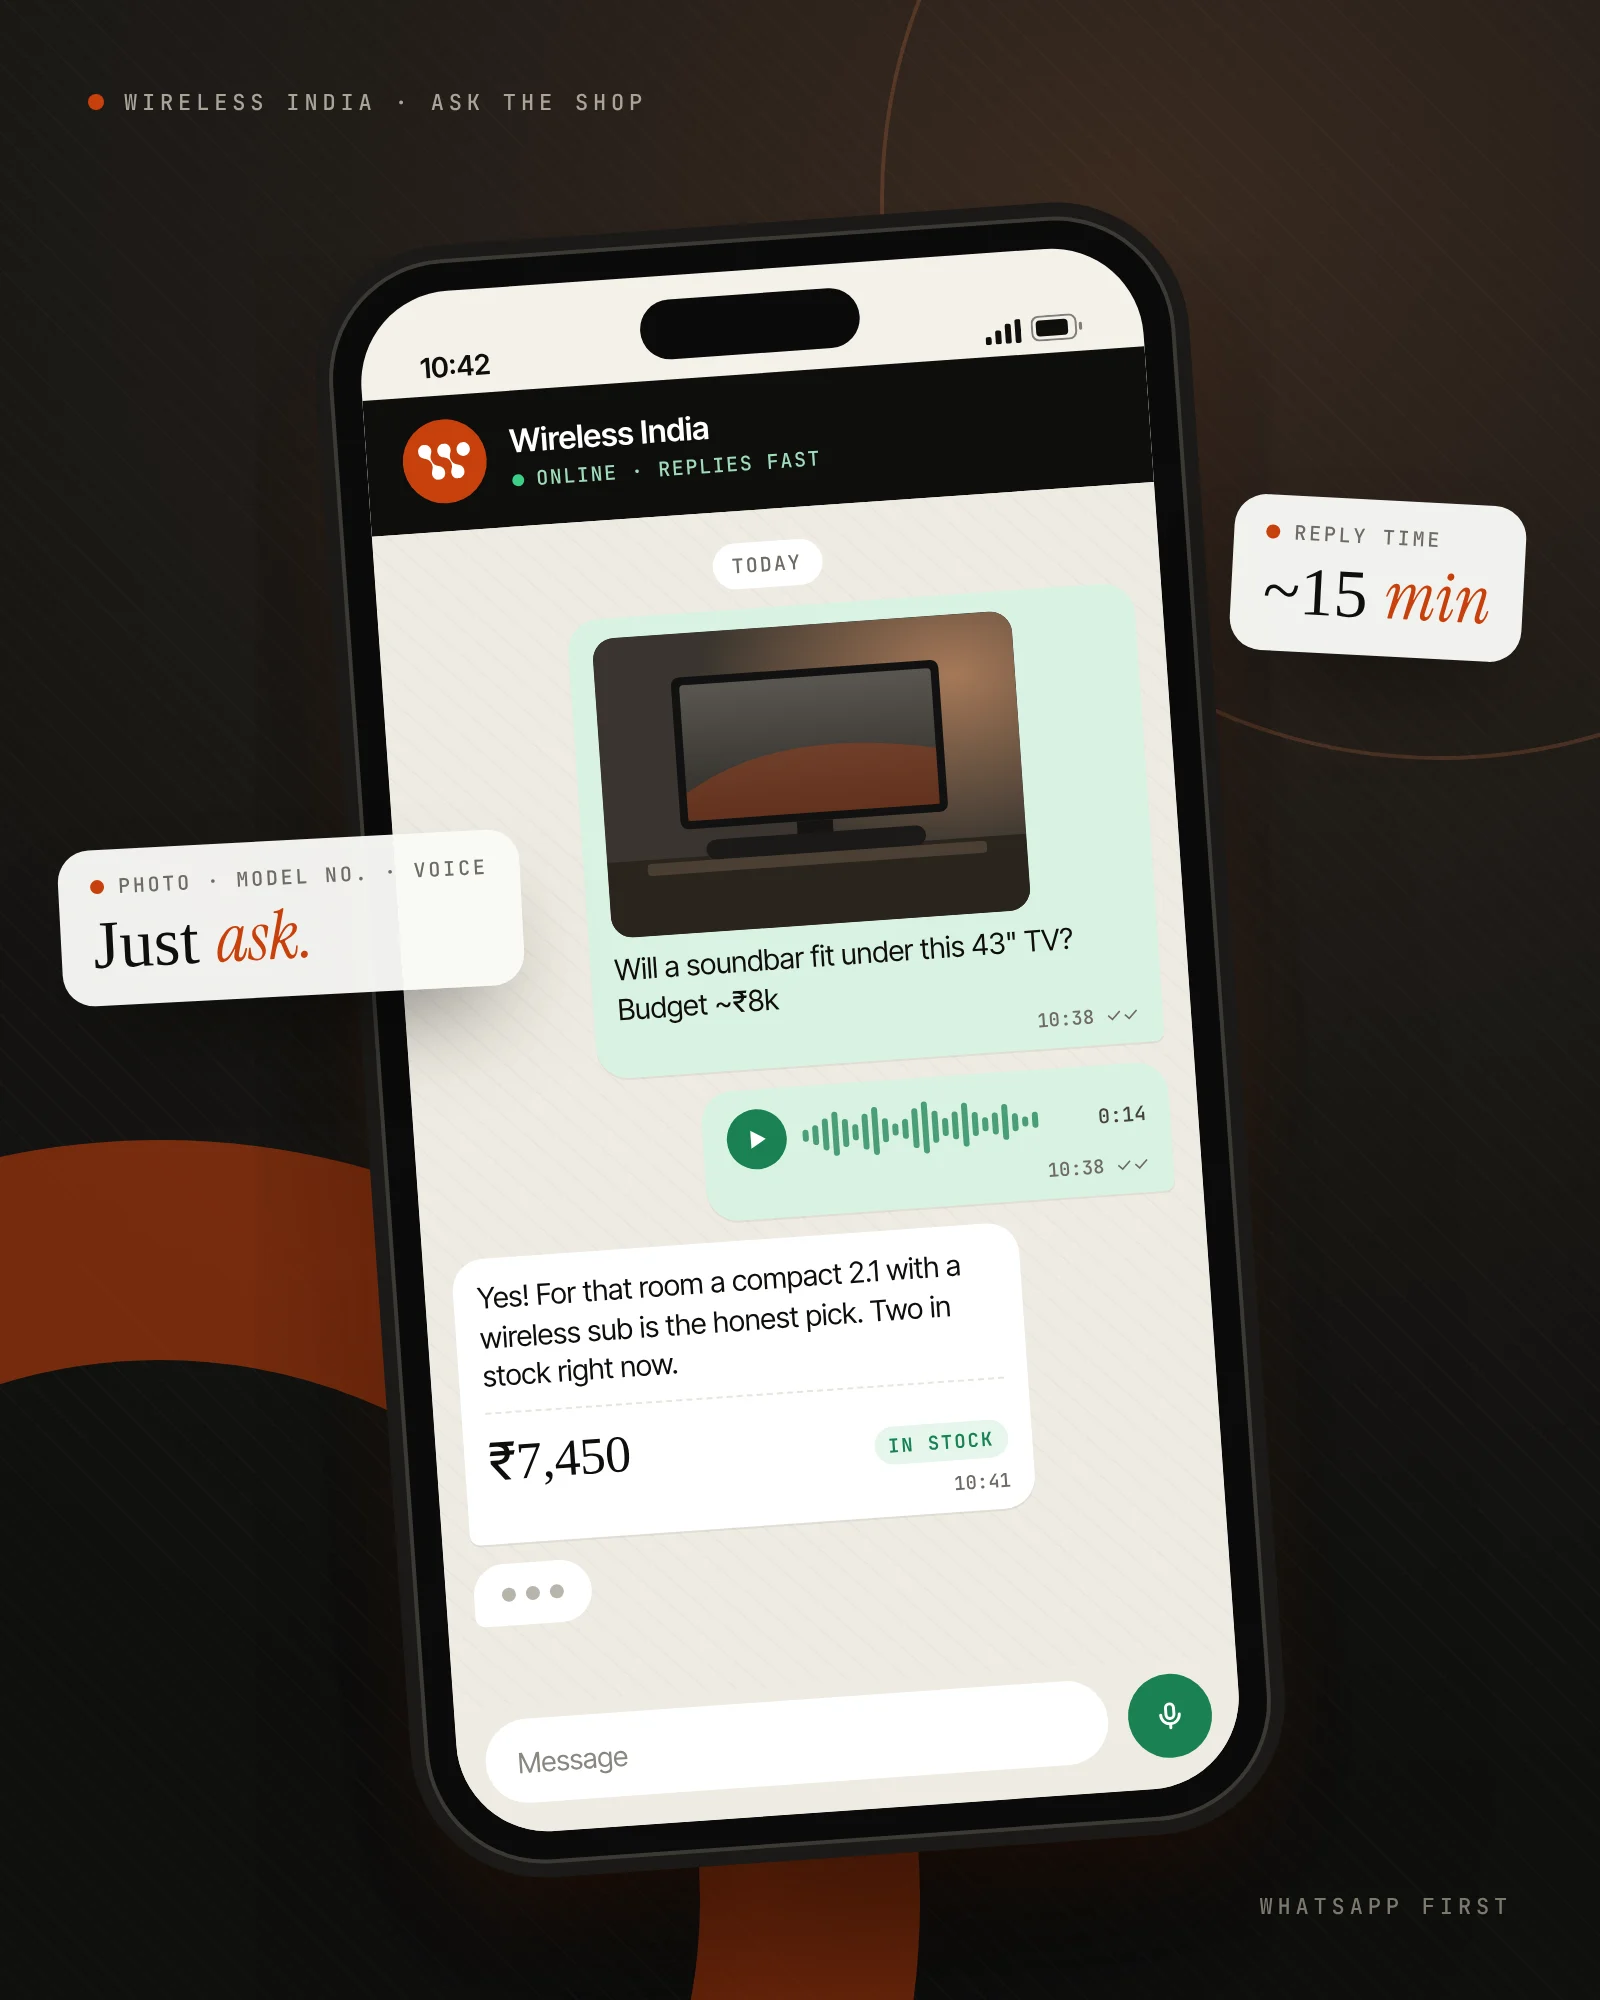 WIRELESS INDIA · ASK THE SHOP
10:42
Wireless India
ONLINE · REPLIES FAST
REPLY TIME
~15 min
TODAY
PHOTO · MODEL NO. · VOICE
Just ask.
Will a soundbar fit under this 43" TV?
Budget ~₹8k
10:38
0:14
10:38
Yes! For that room a compact 2.1 with a
wireless sub is the honest pick. Two in
stock right now.
₹7,450
IN STOCK
10:41
Message
WHATSAPP FIRST